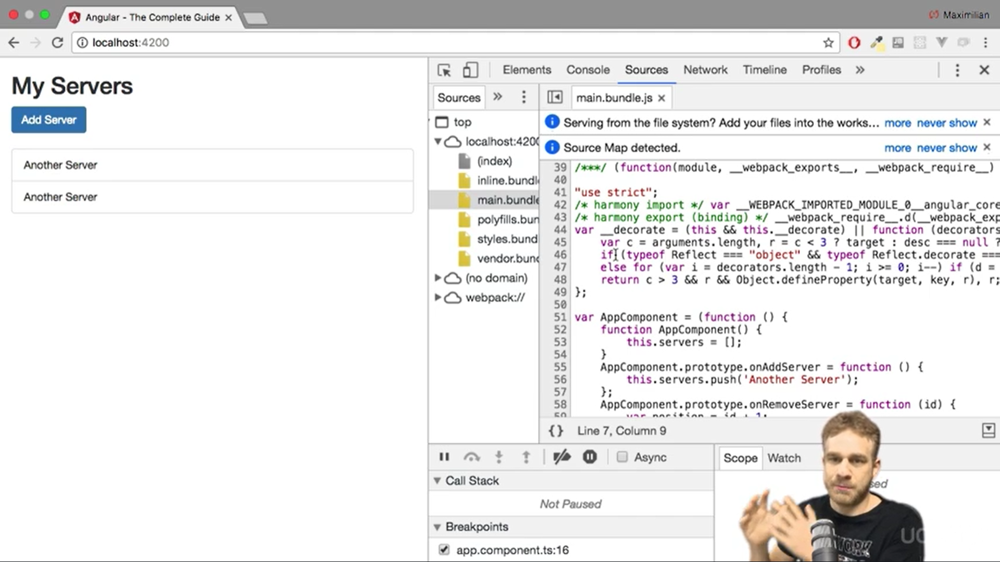 Angular - The Complete Guide
Maximilian
localhost:4200
My Servers
Add Server
Another Server
Another Server
Elements Console Sources Network Timeline Profiles
Sources
main.bundle.js
Serving from the file system? Add your files into the works... more never show
Source Map detected. more never show
top
localhost:4200
(index)
inline.bundl
main.bundle
polyfills.bun
styles.bund
vendor.bund
(no domain)
webpack://
39 /***/ (function(module, __webpack_exports__, __webpack_require__)
40
41 "use strict";
42 /* harmony import */ var __WEBPACK_IMPORTED_MODULE_0__angular_core
43 /* harmony export (binding) */ __webpack_require__.d(__webpack_exp
44 var __decorate = (this && this.__decorate) || function (decorators
45 var c = arguments.length, r = c < 3 ? target : desc === null ?
46 if (typeof Reflect === "object" && typeof Reflect.decorate ===
47 else for (var i = decorators.length - 1; i >= 0; i--) if (d =
48 return c > 3 && r && Object.defineProperty(target, key, r), r;
49 };
50
51 var AppComponent = (function () {
52 function AppComponent() {
53 this.servers = [];
54 }
55 AppComponent.prototype.onAddServer = function () {
56 this.servers.push('Another Server');
57 };
58 AppComponent.prototype.onRemoveServer = function (id) {
59 var position = id + 1;
{} Line 7, Column 9
Async
Scope Watch
Call Stack
Not Paused
Breakpoints
app.component.ts:16